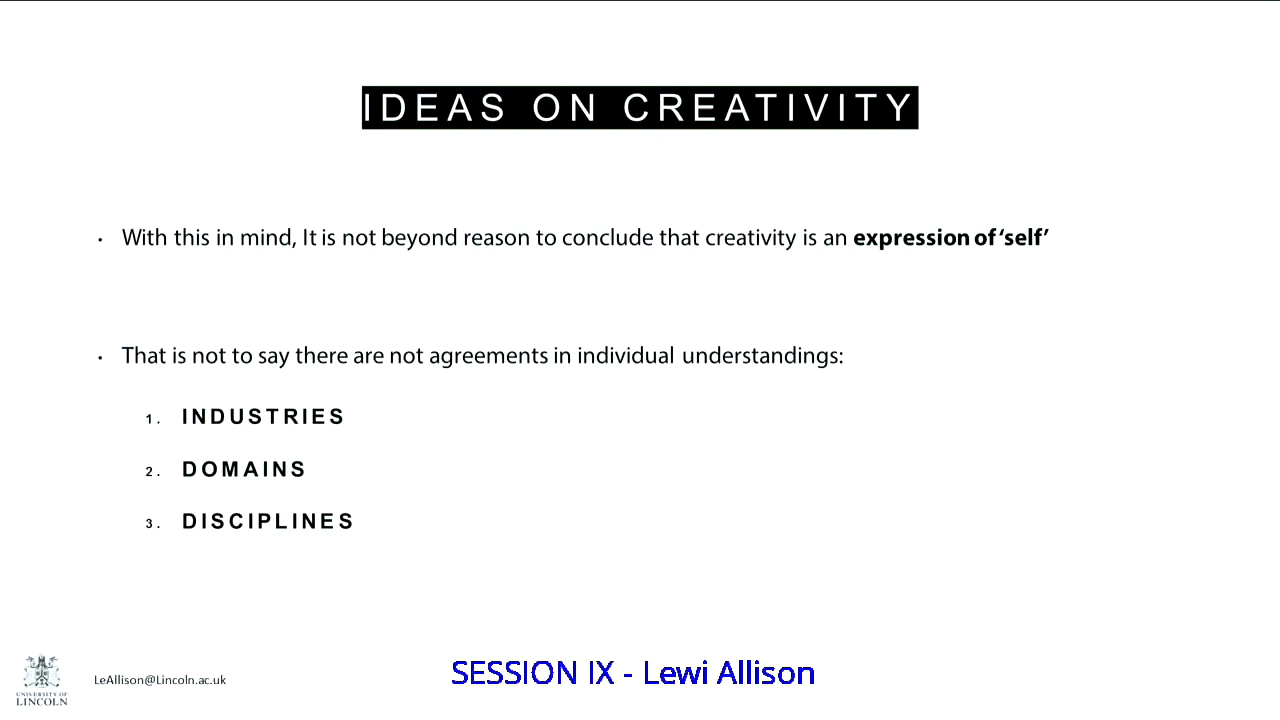 IDEAS ON CREATIVITY
• With this in mind, It is not beyond reason to conclude that creativity is an expression of ‘self’
• That is not to say there are not agreements in individual understandings:
1. INDUSTRIES
2. DOMAINS
3. DISCIPLINES
UNIVERSITY OF
LINCOLN
LeAllison@Lincoln.ac.uk
SESSION IX - Lewi Allison